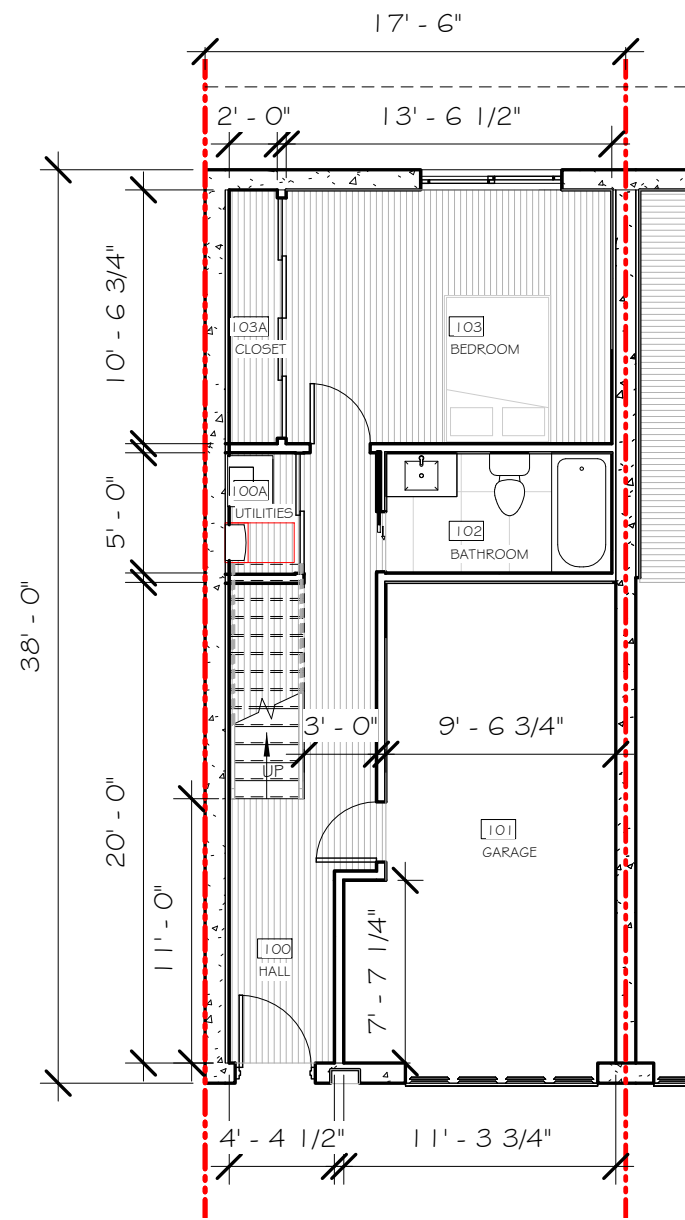 17' - 6"
2' - 0"
13' - 6 1/2"
10' - 6 3/4"
103A
CLOSET
103
BEDROOM
5' - 0"
100A
UTILITIES
102
BATHROOM
38' - 0"
3' - 0"
9' - 6 3/4"
UP
20' - 0"
101
GARAGE
11' - 0"
7' - 7 1/4"
100
HALL
4' - 4 1/2"
11' - 3 3/4"